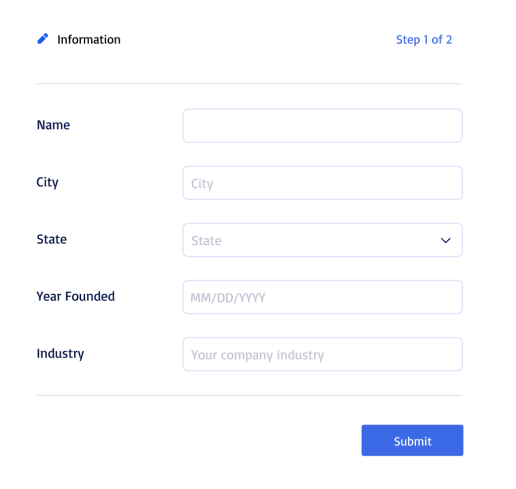 Information
Step 1 of 2
Name
City
City
State
State
Year Founded
MM/DD/YYYY
Industry
Your company industry
Submit